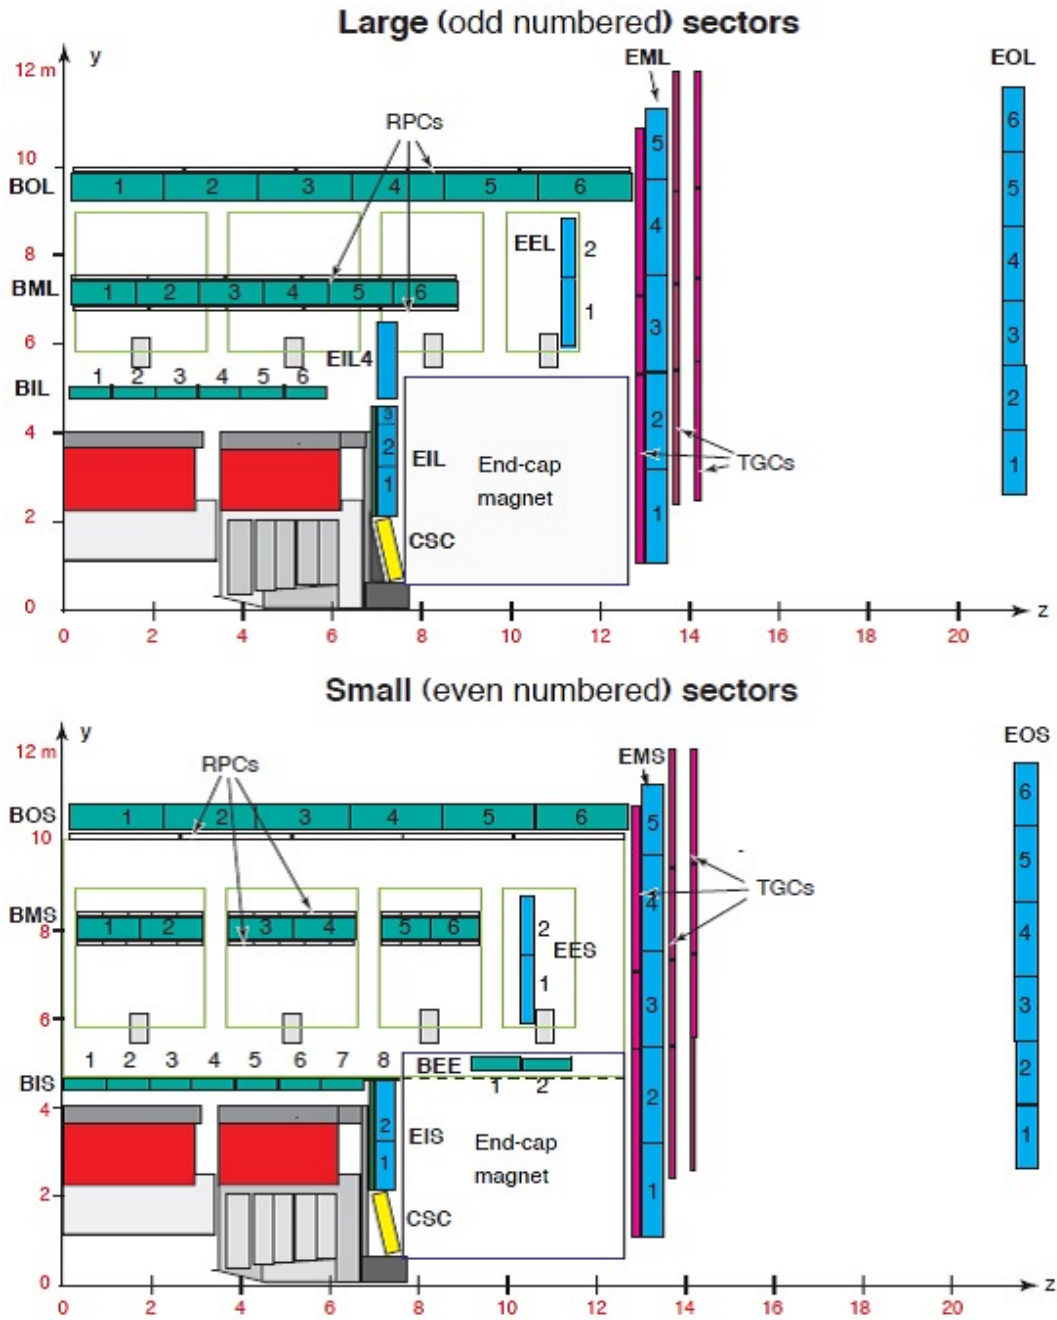 Large (odd numbered) sectors
y
EML
EOL
12 m
RPCs
10
BOL
1 2 3 4 5 6
8
EEL
2
1
BML
1 2 3 4 5 6
6
EIL4
BIL
1 2 3 4 5 6
4
3
2
1
EIL
End-cap
magnet
CSC
2
0
5
4
3
2
1
TGCs
6
5
4
3
2
1
0 2 4 6 8 10 12 14 16 18 20
z
Small (even numbered) sectors
y
EOS
12 m
RPCs
EMS
BOS
1 2 3 4 5 6
10
BMS
1 2 3 4 5 6
8
2
EES
1
6
1 2 3 4 5 6 7 8
BEE
1 2
BIS
4
2
1
EIS
End-cap
magnet
CSC
2
0
5
4
3
2
1
TGCs
6
5
4
3
2
1
0 2 4 6 8 10 12 14 16 18 20
z